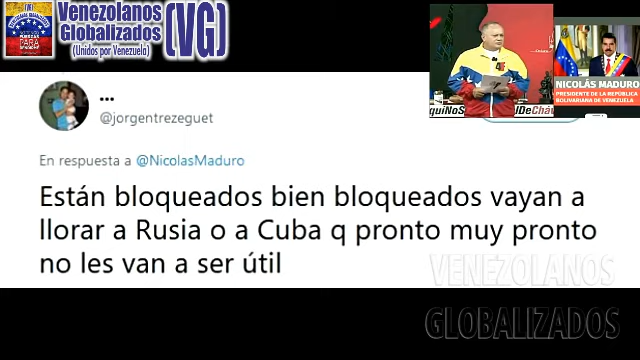 Venezolanos
Globalizados
(Unidos por Venezuela)
(VG)
NICOLÁS MADURO
PRESIDENTE DE LA REPÚBLICA
BOLIVARIANA DE VENEZUELA
...
@jorgentrezeguet
En respuesta a @NicolasMaduro
Están bloqueados bien bloqueados vayan a
llorar a Rusia o a Cuba q pronto muy pronto
no les van a ser útil
VENEZOLANOS
GLOBALIZADOS